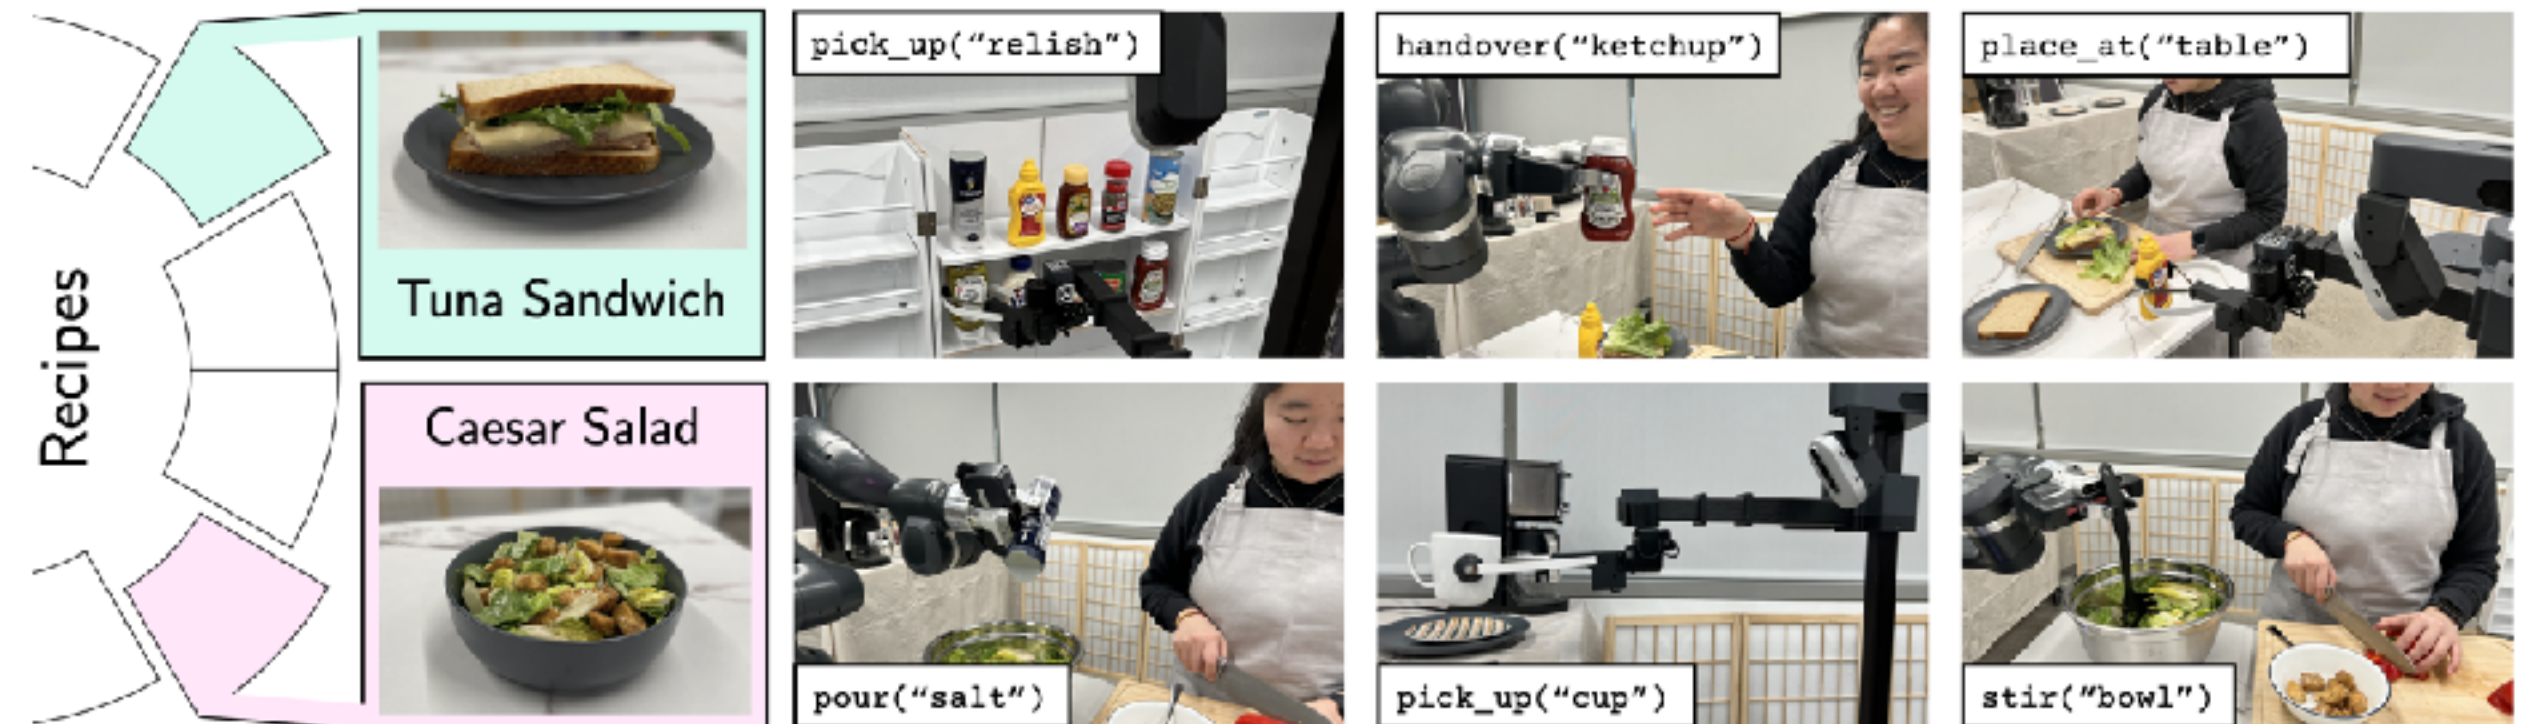 Recipes
Tuna Sandwich
pick_up(“relish”)
handover(“ketchup”)
place_at(“table”)
Caesar Salad
pour(“salt”)
pick_up(“cup”)
stir(“bowl”)